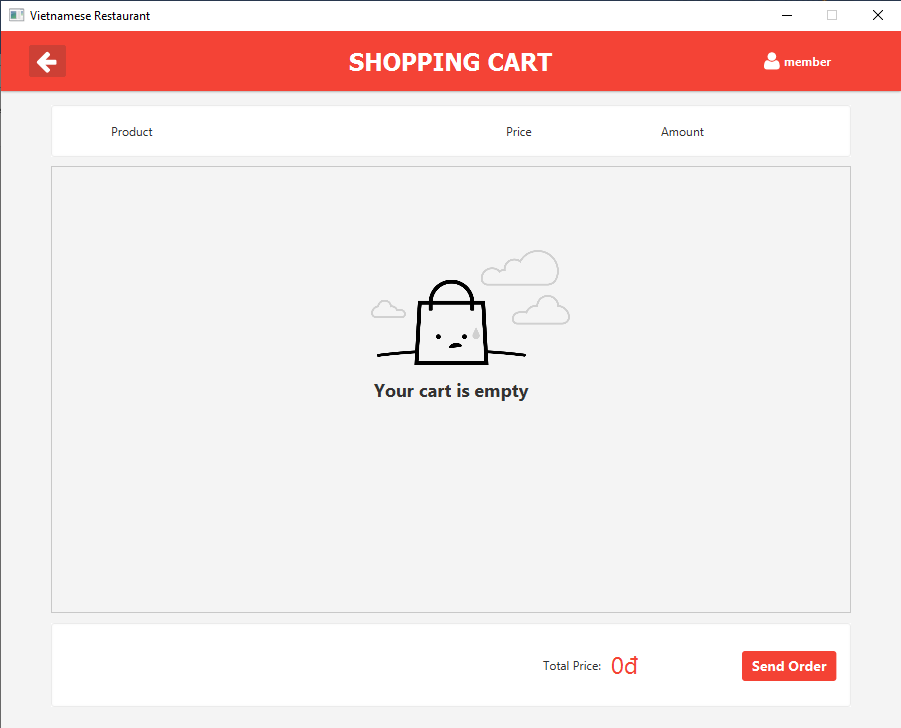 Vietnamese Restaurant
SHOPPING CART
member
Product Price Amount
Your cart is empty
Total Price: 0đ
Send Order